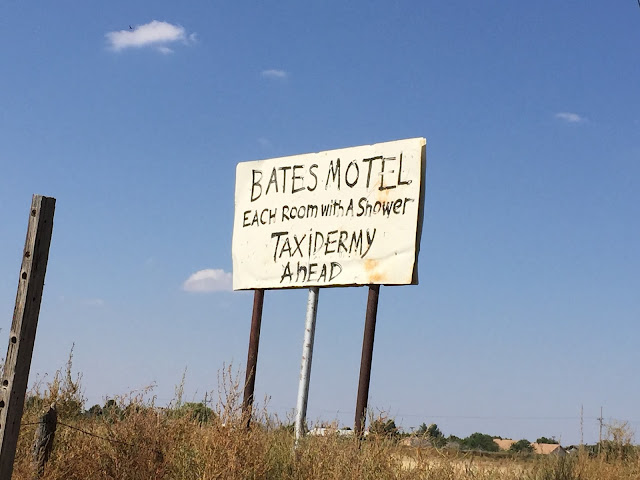 BATES MOTEL
EACH ROOM with A Shower
TAXiDERMY
AhEAD